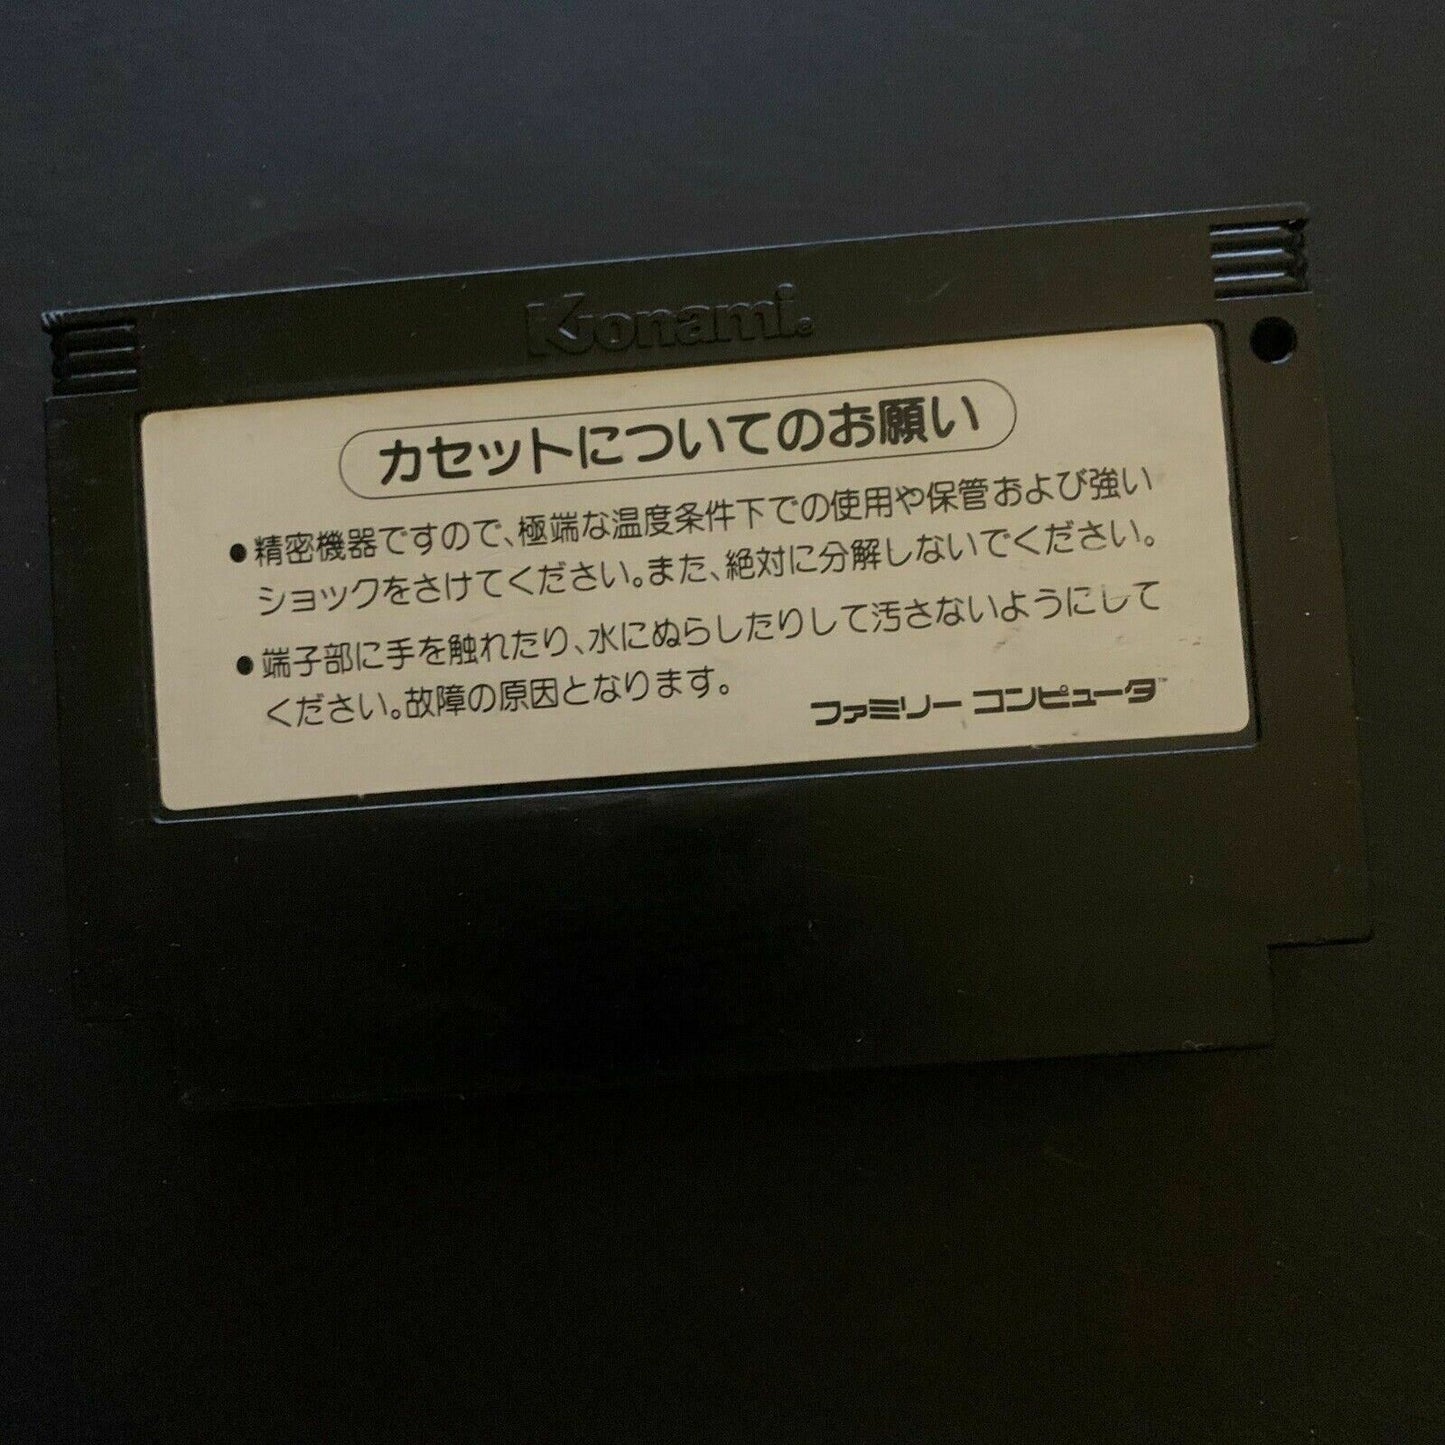 Konami®
カセットについてのお願い
●精密機器ですので、極端な温度条件下での使用や保管および強い
ショックをさけてください。また、絶対に分解しないでください。
●端子部に手を触れたり、水にぬらしたりして汚さないようにして
ください。故障の原因となります。
ファミリー コンピュータ™